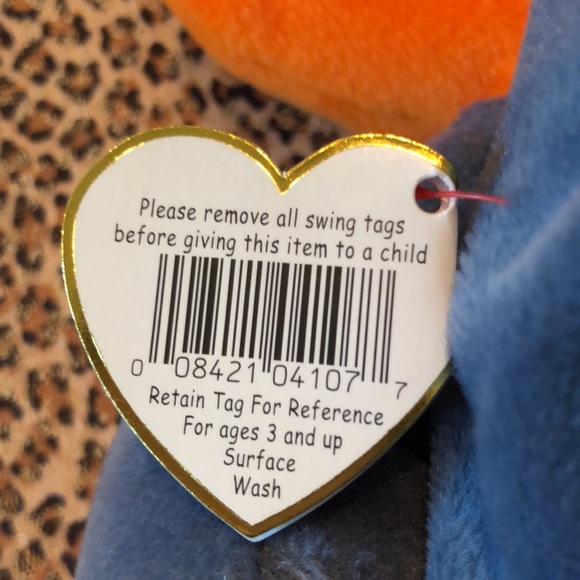 Please remove all swing tags
before giving this item to a child
0 08421 04107 7
Retain Tag For Reference
For ages 3 and up
Surface
Wash